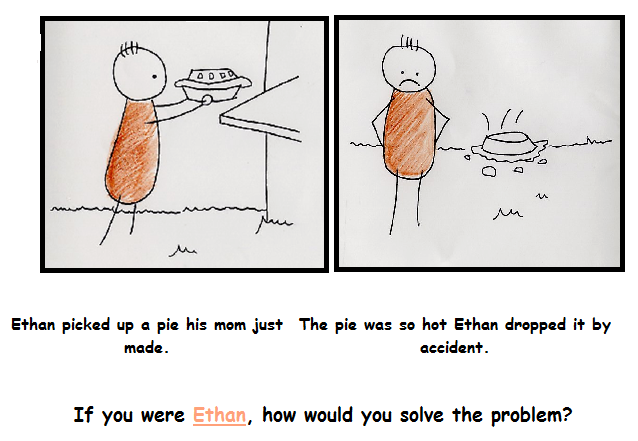 Ethan picked up a pie his mom just
made.
The pie was so hot Ethan dropped it by
accident.
If you were Ethan, how would you solve the problem?